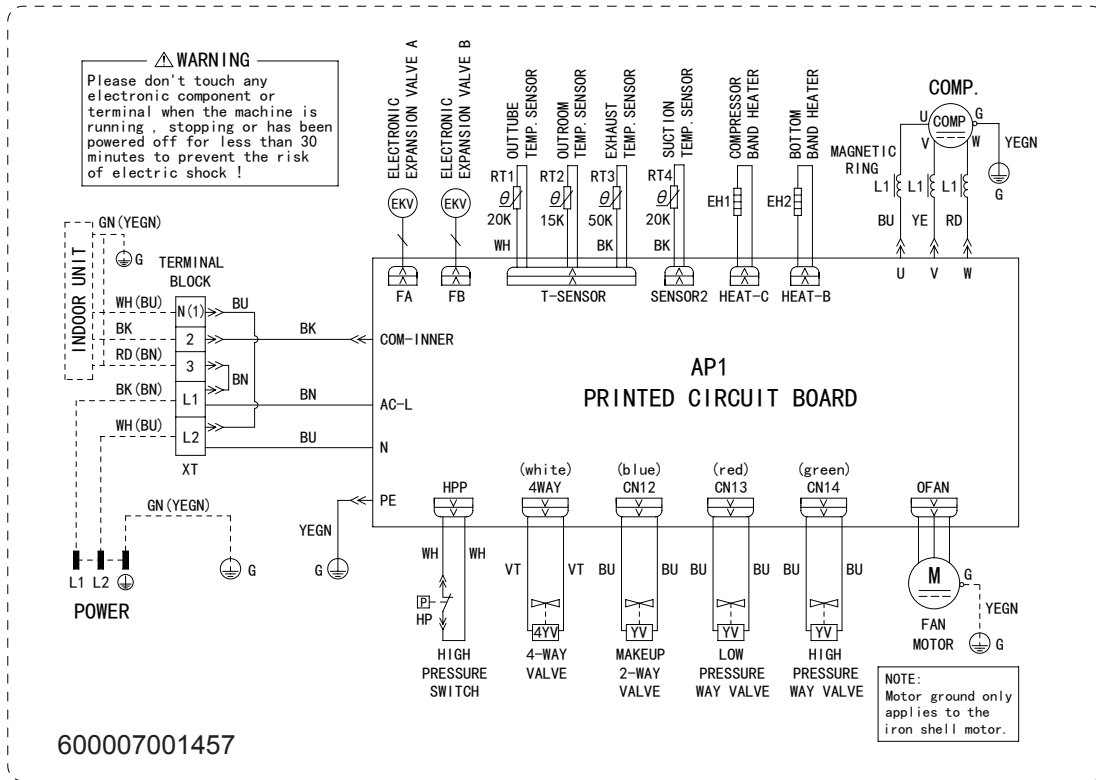 ⚠ WARNING
Please don't touch any
electronic component or
terminal when the machine is
running , stopping or has been
powered off for less than 30
minutes to prevent the risk
of electric shock !
ELECTRONIC
EXPANSION VALVE A
ELECTRONIC
EXPANSION VALVE B
OUTTUBE
TEMP. SENSOR
OUTROOM
TEMP. SENSOR
EXHAUST
TEMP. SENSOR
SUCTION
TEMP. SENSOR
COMPRESSOR
BAND HEATER
BOTTOM
BAND HEATER
EKV
EKV
RT1 RT2 RT3 RT4
θ θ θ θ
20K 15K 50K 20K
WH BK BK
EH1 EH2
COMP.
U COMP G
V W
YEGN
G
MAGNETIC
RING
L1 L1 L1
BU YE RD
U V W
FA FB T-SENSOR SENSOR2 HEAT-C HEAT-B
GN(YEGN)
G
INDOOR UNIT
TERMINAL
BLOCK
WH(BU) N(1) BU
BK 2 BK COM-INNER
RD(BN) 3
BN
BK(BN) L1 BN AC-L
WH(BU) L2 BU N
XT
AP1
PRINTED CIRCUIT BOARD
PE
GN(YEGN)
YEGN
L1 L2
G
G
POWER
(white) (blue) (red) (green)
HPP 4WAY CN12 CN13 CN14 OFAN
WH WH
VT VT BU BU BU BU BU BU
P
HP
4YV YV YV YV
HIGH
PRESSURE
SWITCH
4-WAY
VALVE
MAKEUP
2-WAY
VALVE
LOW
PRESSURE
WAY VALVE
HIGH
PRESSURE
WAY VALVE
M
G
YEGN
G
FAN
MOTOR
NOTE:
Motor ground only
applies to the
iron shell motor.
600007001457